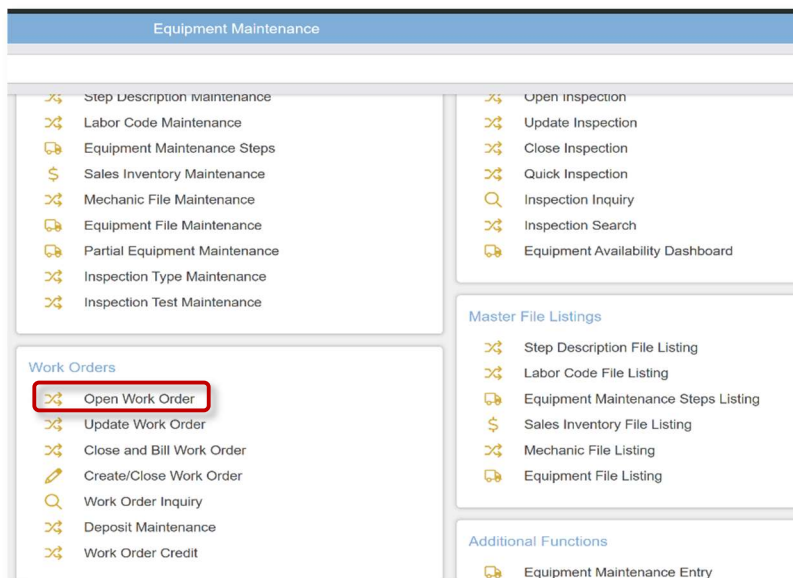 Equipment Maintenance
Step Description Maintenance
Labor Code Maintenance
Equipment Maintenance Steps
$ Sales Inventory Maintenance
Mechanic File Maintenance
Equipment File Maintenance
Partial Equipment Maintenance
Inspection Type Maintenance
Inspection Test Maintenance
Work Orders
Open Work Order
Update Work Order
Close and Bill Work Order
Create/Close Work Order
Work Order Inquiry
Deposit Maintenance
Work Order Credit
Open Inspection
Update Inspection
Close Inspection
Quick Inspection
Inspection Inquiry
Inspection Search
Equipment Availability Dashboard
Master File Listings
Step Description File Listing
Labor Code File Listing
Equipment Maintenance Steps Listing
$ Sales Inventory File Listing
Mechanic File Listing
Equipment File Listing
Additional Functions
Equipment Maintenance Entry